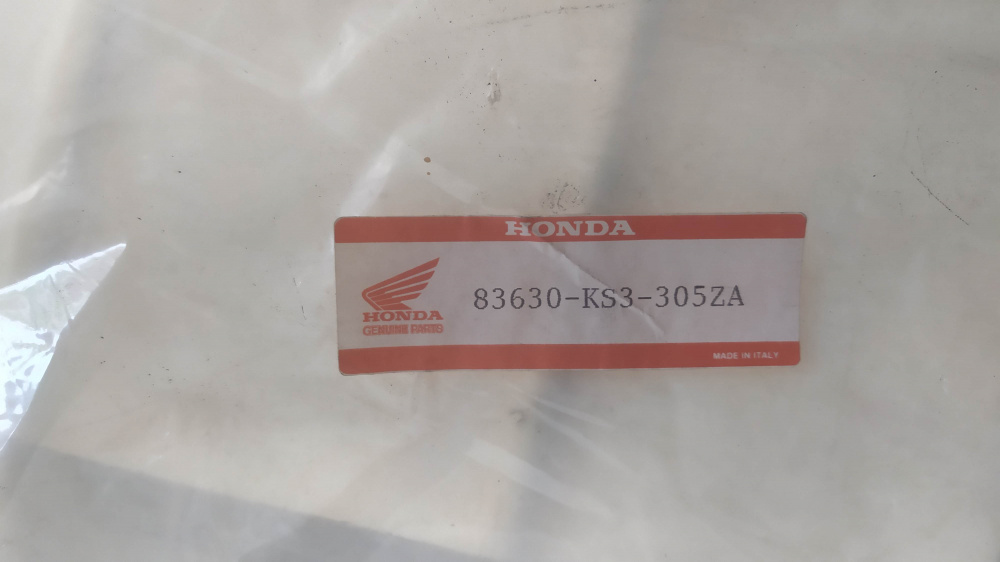 HONDA
HONDA
GENUINE PARTS
83630-KS3-305ZA
MADE IN ITALY